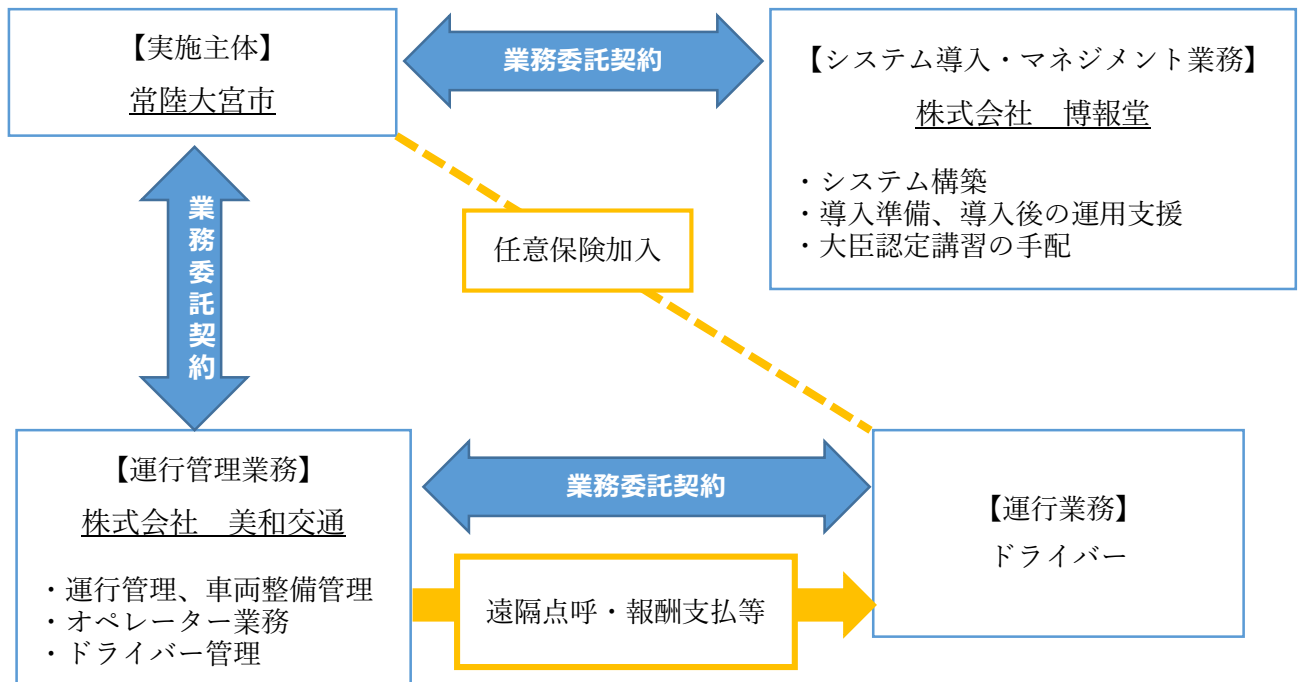 【実施主体】
常陸大宮市
業務委託契約
【システム導入・マネジメント業務】
株式会社　博報堂
・システム構築
・導入準備、導入後の運用支援
・大臣認定講習の手配
業務委託契約
任意保険加入
【運行管理業務】
株式会社　美和交通
・運行管理、車両整備管理
・オペレーター業務
・ドライバー管理
業務委託契約
遠隔点呼・報酬支払等
【運行業務】
ドライバー